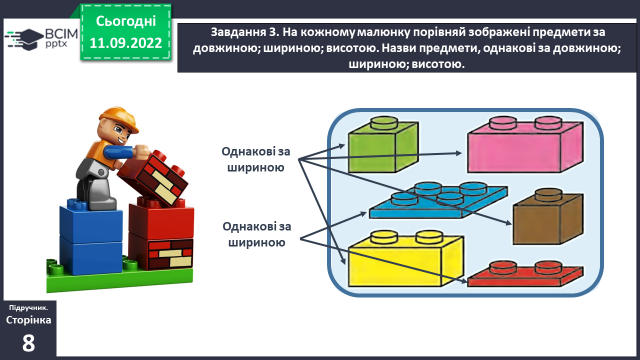 BCIM
pptx
Сьогодні
11.09.2022
Завдання 3. На кожному малюнку порівняй зображені предмети за
довжиною; шириною; висотою. Назви предмети, однакові за довжиною;
шириною; висотою.
Однакові за
шириною
Однакові за
шириною
Підручник.
Сторінка
8